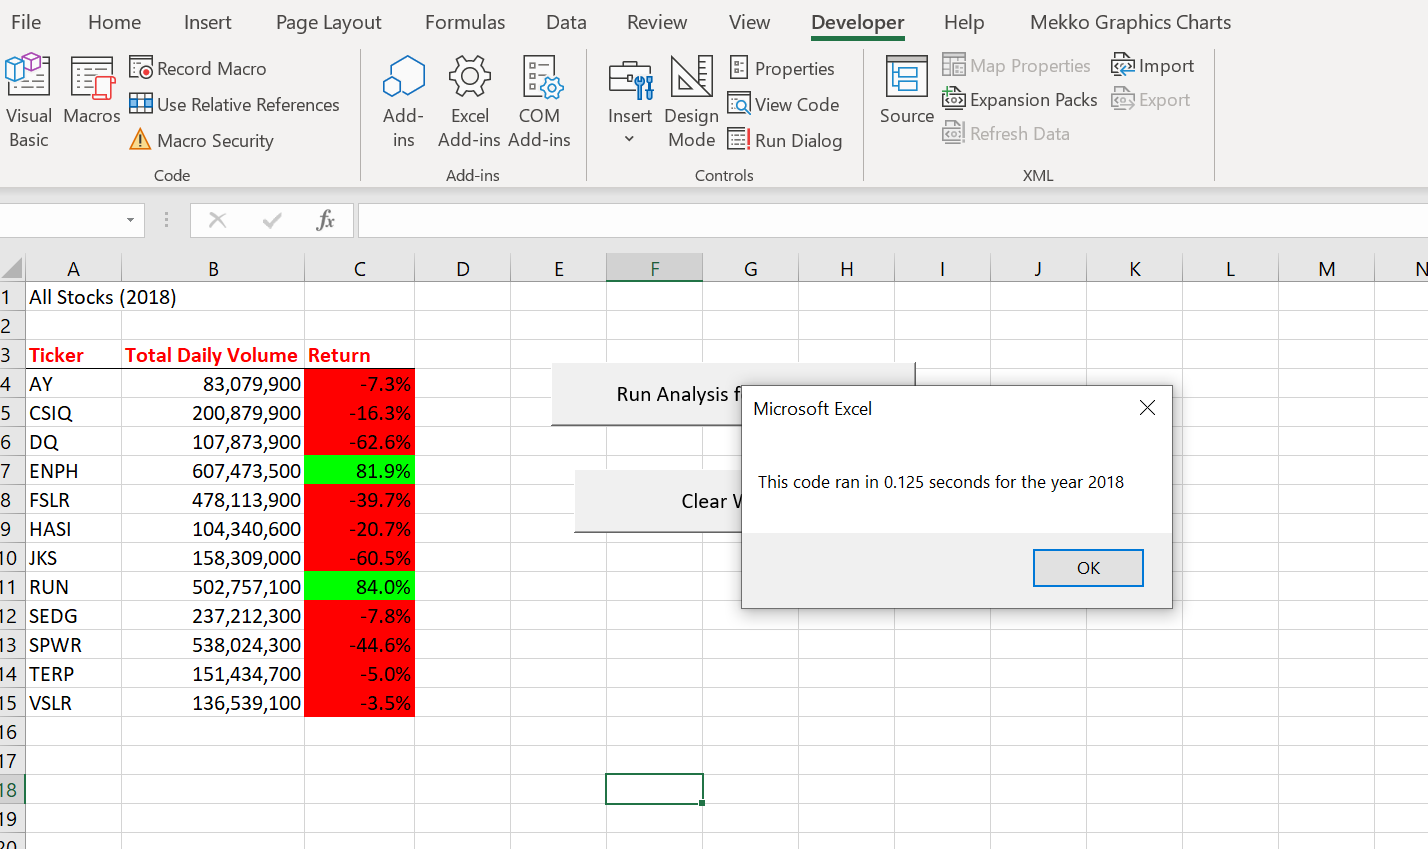 File Home Insert Page Layout Formulas Data Review View Developer Help Mekko Graphics Charts
Visual Basic
Macros
Record Macro
Use Relative References
Macro Security
Code
Add-ins
Excel Add-ins
COM Add-ins
Add-ins
Insert
Design Mode
Properties
View Code
Run Dialog
Controls
Source
Map Properties
Expansion Packs
Refresh Data
Import
Export
XML
fx
A B C D E F G H I J K L M N
1 All Stocks (2018)
2
3 Ticker Total Daily Volume Return
4 AY 83,079,900 -7.3%
5 CSIQ 200,879,900 -16.3%
6 DQ 107,873,900 -62.6%
7 ENPH 607,473,500 81.9%
8 FSLR 478,113,900 -39.7%
9 HASI 104,340,600 -20.7%
10 JKS 158,309,000 -60.5%
11 RUN 502,757,100 84.0%
12 SEDG 237,212,300 -7.8%
13 SPWR 538,024,300 -44.6%
14 TERP 151,434,700 -5.0%
15 VSLR 136,539,100 -3.5%
16
17
18
19
20
Run Analysis f
Clear
Microsoft Excel
This code ran in 0.125 seconds for the year 2018
OK